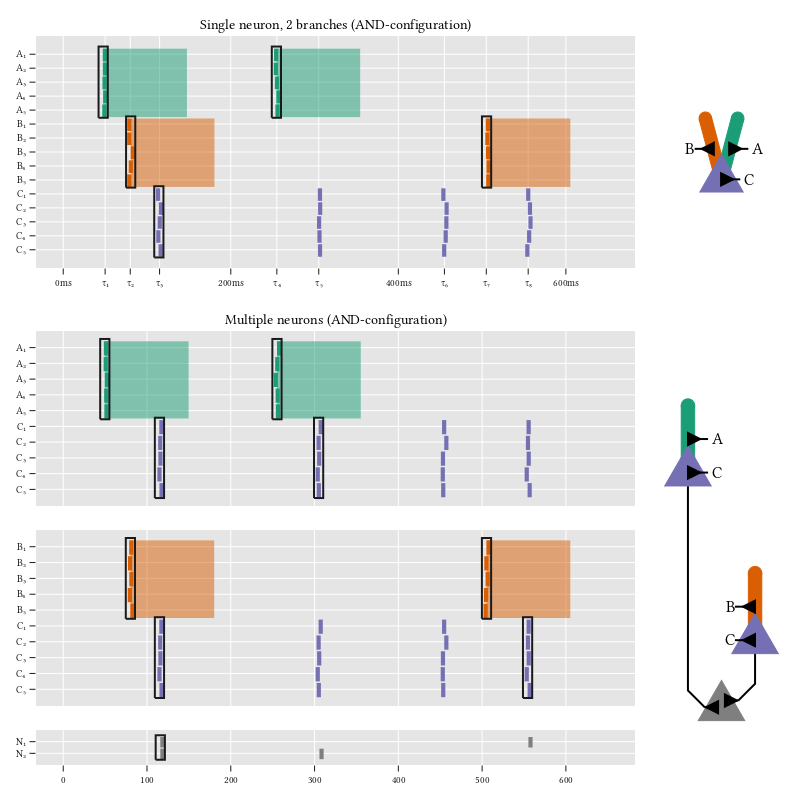 Single neuron, 2 branches (AND-configuration)
A₁
A₂
A₃
A₄
A₅
B₁
B₂
B₃
B₄
B₅
C₁
C₂
C₃
C₄
C₅
0ms τ₁ τ₂ τ₃ 200ms τ₄ τ₅ 400ms τ₆ τ₇ τ₈ 600ms
B A
C
Multiple neurons (AND-configuration)
A₁
A₂
A₃
A₄
A₅
C₁
C₂
C₃
C₄
C₅
B₁
B₂
B₃
B₄
B₅
C₁
C₂
C₃
C₄
C₅
N₁
N₂
0 100 200 300 400 500 600
A
C
B
C